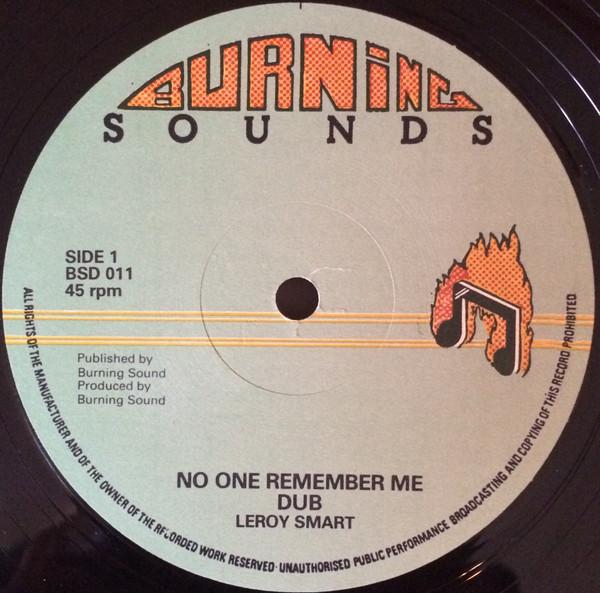 BURNING
SOUNDS
SIDE 1
BSD 011
45 rpm
Published by
Burning Sound
Produced by
Burning Sound
NO ONE REMEMBER ME
DUB
LEROY SMART
ALL RIGHTS OF THE MANUFACTURER AND OF THE OWNER OF THE RECORDED WORK RESERVED · UNAUTHORISED PUBLIC PERFORMANCE BROADCASTING AND COPYING OF THIS RECORD PROHIBITED